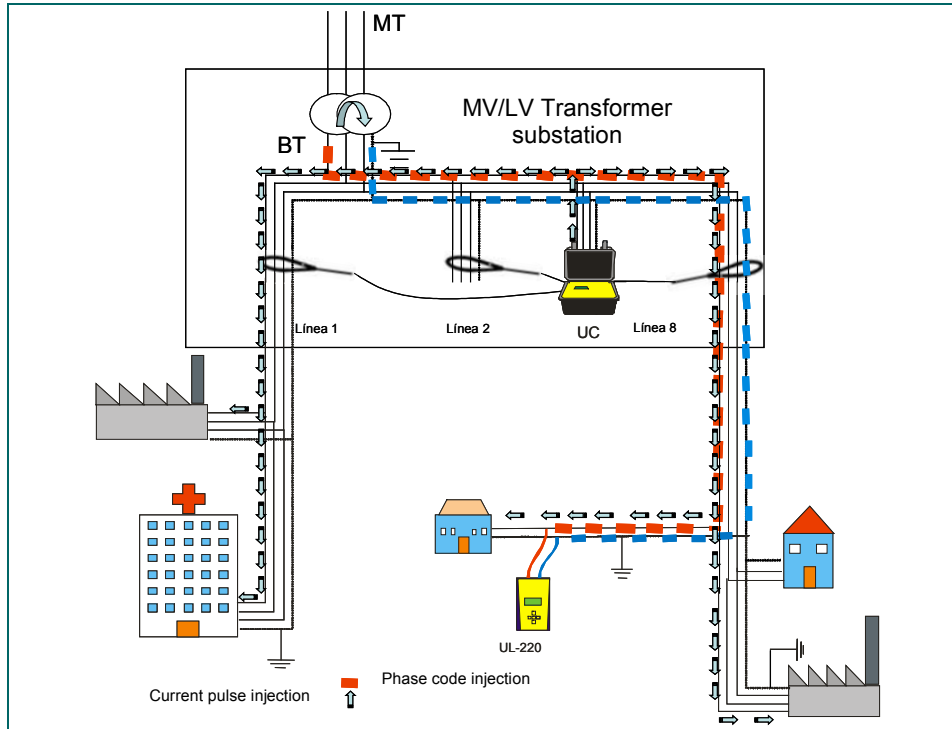 MT
MV/LV Transformer
substation
BT
Línea 1
Línea 2
UC
Línea 8
UL-220
Current pulse injection
Phase code injection